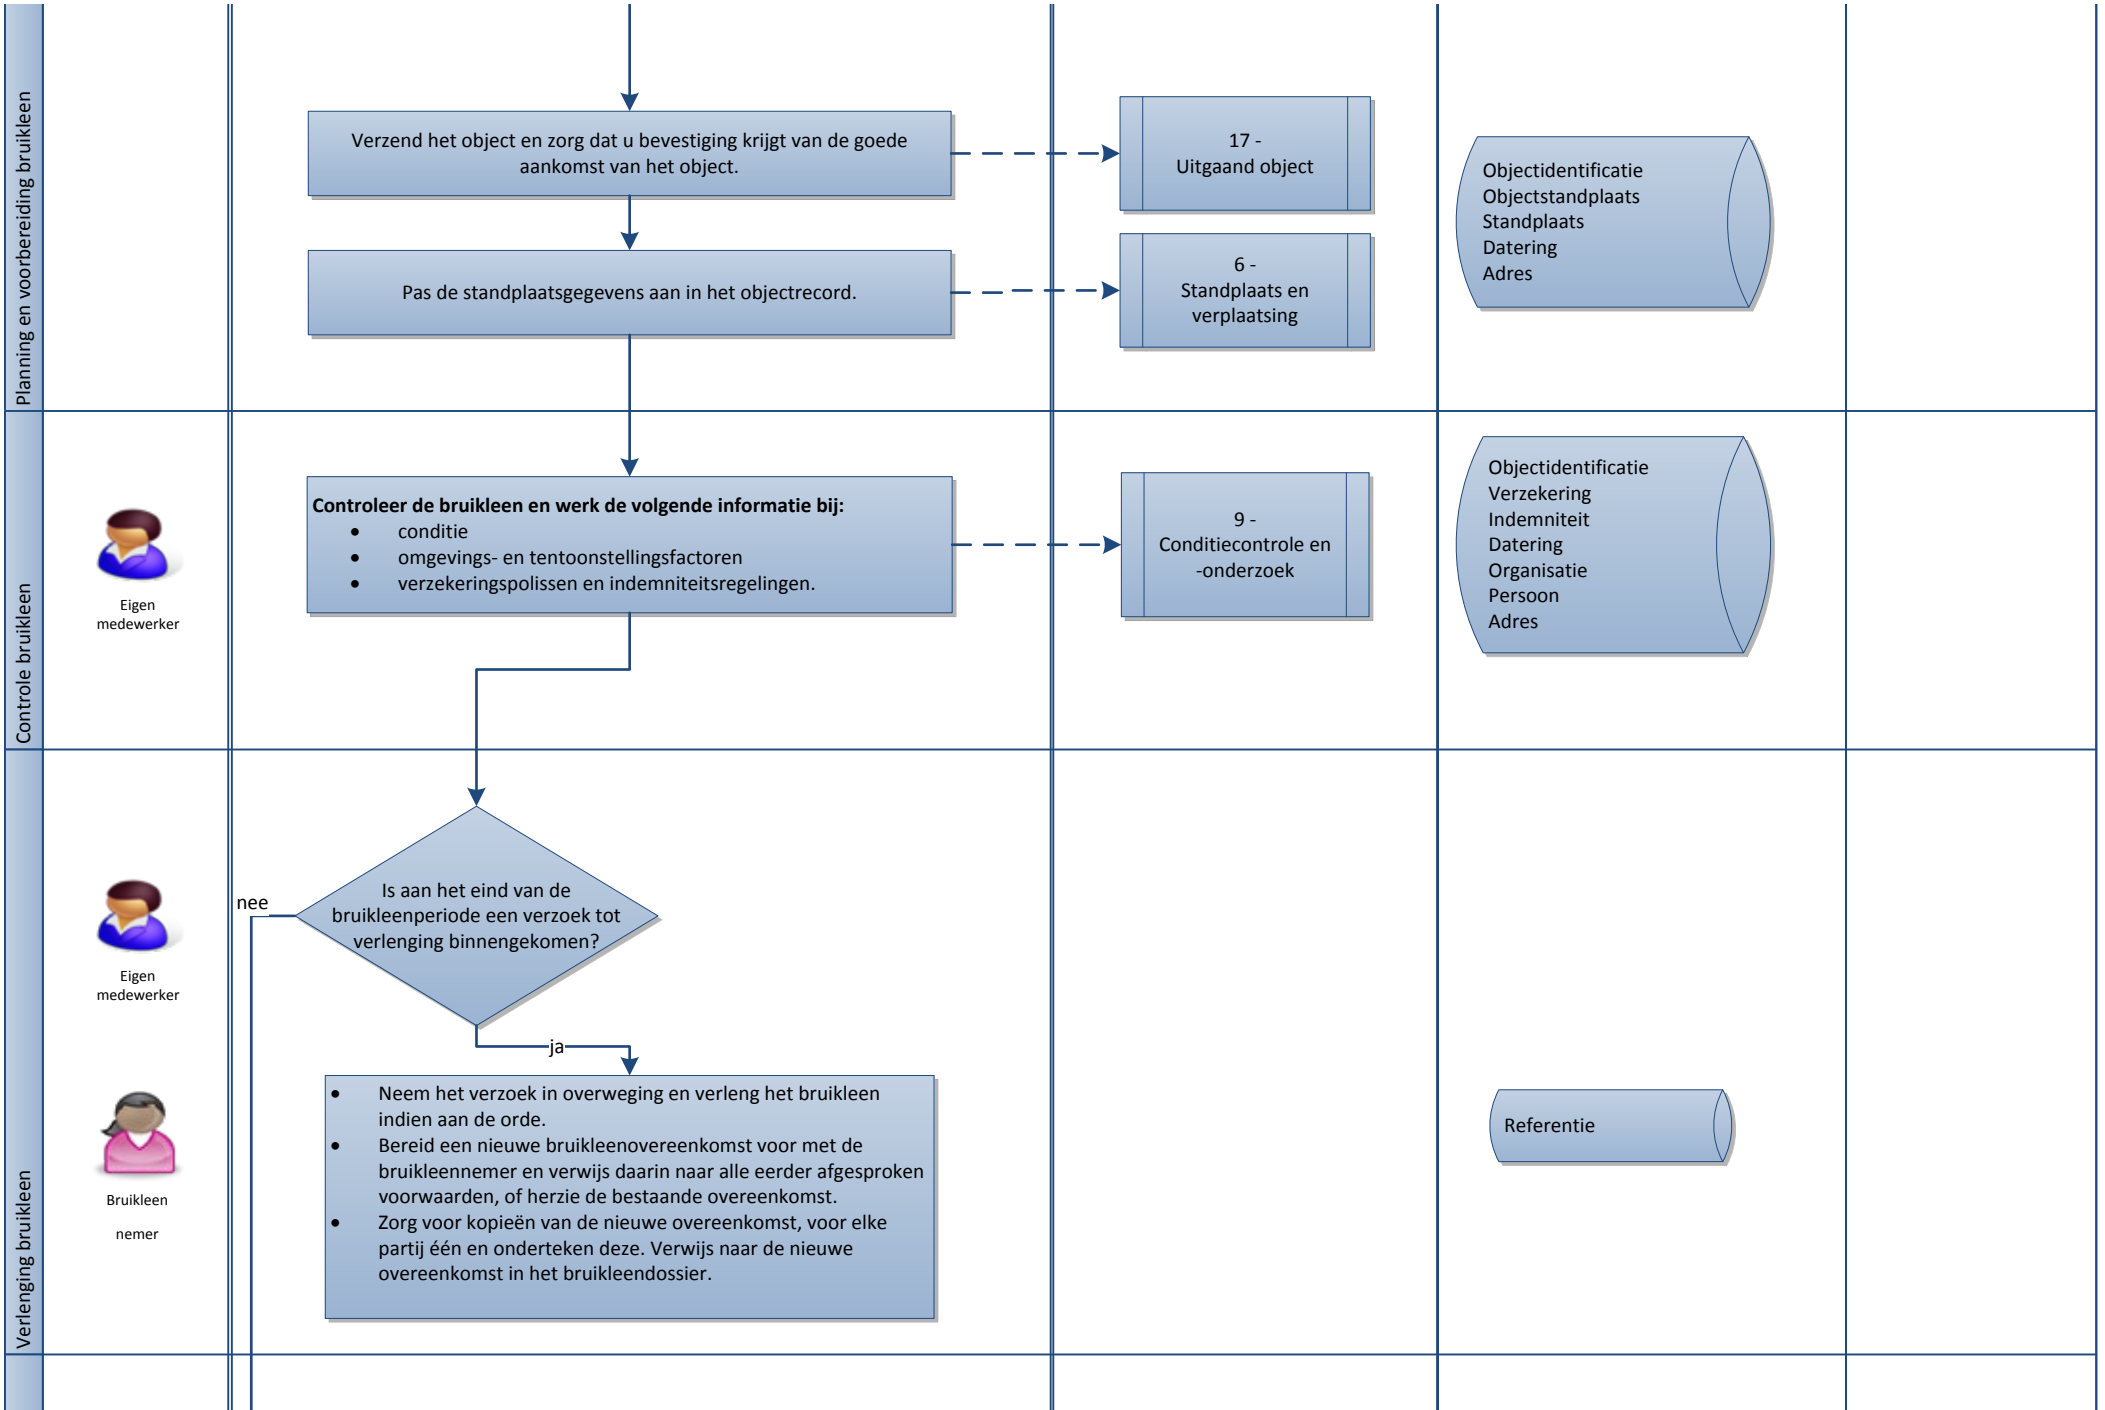 Planning en voorbereiding bruikleen
Verzend het object en zorg dat u bevestiging krijgt van de goede
aankomst van het object.
17 -
Uitgaand object
Objectidentificatie
Objectstandplaats
Standplaats
Datering
Adres
Pas de standplaatsgegevens aan in het objectrecord.
6 -
Standplaats en
verplaatsing
Controle bruikleen
Eigen
medewerker
Controleer de bruikleen en werk de volgende informatie bij:
• conditie
• omgevings- en tentoonstellingsfactoren
• verzekeringspolissen en indemniteitsregelingen.
9 -
Conditiecontrole en
-onderzoek
Objectidentificatie
Verzekering
Indemniteit
Datering
Organisatie
Persoon
Adres
Verlenging bruikleen
Eigen
medewerker
nee
Is aan het eind van de
bruikleenperiode een verzoek tot
verlenging binnengekomen?
ja
Bruikleen
nemer
• Neem het verzoek in overweging en verleng het bruikleen
indien aan de orde.
• Bereid een nieuwe bruikleenovereenkomst voor met de
bruikleennemer en verwijs daarin naar alle eerder afgesproken
voorwaarden, of herzie de bestaande overeenkomst.
• Zorg voor kopieën van de nieuwe overeenkomst, voor elke
partij één en onderteken deze. Verwijs naar de nieuwe
overeenkomst in het bruikleendossier.
Referentie